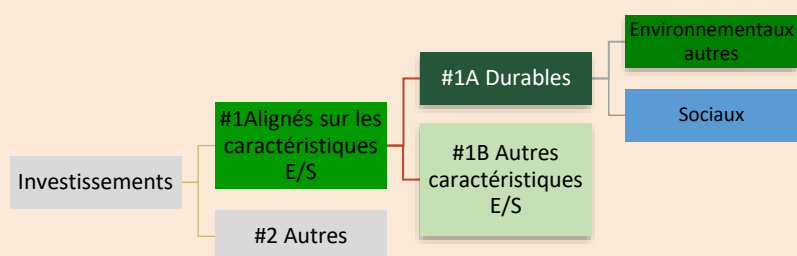 Investissements
#1Alignés sur les
caractéristiques
E/S
#2 Autres
#1A Durables
#1B Autres
caractéristiques
E/S
Environnementaux
autres
Sociaux